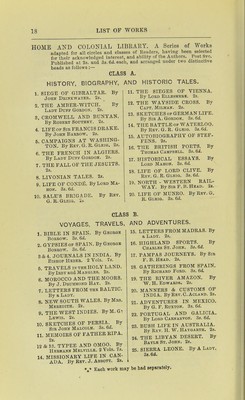 18 LIST OF WORKS
HOME AND COLONIAL LIBRARY. A Series of Works
adapted for all circles and classes of Readers, having been selected
for their acknowledged interest, and ability of the Authors. Post 8vo.
Published at 2s. and 3s. 6d. each, and arranged under two distinctive
heads as follows:—
CLASS A.
HISTORY, BIOGRAPHY, AND HISTORIC TALES.
1. SIEGE OF GIBRALTAR. By
JOHN DRINKWATER. 2s.
2. THE AMBER-WITCH. By
LADY DUFF GORDON. 2s.
3. CROMWELL AND BUNYAN.
By ROBERT SOUTHEY. 2s.
4. LIFE OF SIR FRANCIS DRAKE.
By JOHN BARROW. 2s.
5. CAMPAIGNS AT WASHING-
TON. By REV. G. R. GLEIG. 2s.
6. THE FRENCH IN ALGIERS.
By LADY DUFF GORDON. 2s.
7. THE FALL OF THE JESUITS.
2s.
8. LIVONIAN TALES. 2s.
9. LIFE OF CONDÉ. By LORD MA-
HON. 3s. 6d.
10. SALE'S BRIGADE. By REV.
G. R. GLEIG. 2s.
11. THE SIEGES OF VIENNA.
By LORD ELLESMERE. 2s.
12. THE WAYSIDE CROSS. By
CAPT. MILMAN. 2s.
13. SKETCHES OF GERMAN LIFE.
By SIR A. GORDON. 3s. 6d.
14. THE BATTLE OF WATERLOO.
By REV. G. R. GLEIG. 3s. 6d.
15. AUTOBIOGRAPHY OF STEF-
FENS. 2s.
16. THE BRITISH POETS. By
THOMAS CAMPBELL. 3s. 6d.
17. HISTORICAL ESSAYS. By
LORD MAHON. 3s. 6d.
18. LIFE OF LORD CLIVE. By
REV. G. R. GLEIG. 3s. 6d.
19. NORTH-WESTERN RAIL-
WAY. By SIR F. B. HEAD. 2s.
20. LIFE OF MUNRO. By REV. G.
R. GLEIG. 3s. 6d.
CLASS B.
VOYAGES, TRAVELS, AND ADVENTURES.
1. BIBLE IN SPAIN. By GEORGE
BORROW. 3s. 6d.
2. GYPSIES OF SPAIN. By GEORGE
BORROW. 3s. 6d.
3 & 4. JOURNALS IN INDIA. By
BISHOP HEBER. 2 Vols. 7s.
5. TRAVELS IN THE HOLY LAND.
By IRBY and MANGLES. 2s.
6. MOROCCO AND THE MOORS.
By J. DRUMMOND HAY. 2s.
7. LETTERS FROM THE BALTIC.
By a LADY.
8. NEW SOUTH WALES. By MRS.
MEREDITH. 2s.
9. THE WEST INDIES. By M. G.
LEWIS. 2s.
10. SKETCHES OF PERSIA. By
SIR JOHN MALCOLM. 3s. 6d.
11. MEMOIRS OF FATHER RIPA.
2s.
12 & 13. TYPEE AND OMOO. By
HERMANN MELVILLE. 2 Vols. 7s.
14. MISSIONARY LIFE IN CAN-
ADA. By REV. J. ABBOTT. 2s.
15. LETTERS FROM MADRAS. By
a LADY. 2s.
16. HIGHLAND SPORTS. By
CHARLES ST. JOHN. 3s. 6d.
17. PAMPAS JOURNEYS. By SIR
F. B. HEAD. 2s.
18. GATHERINGS FROM SPAIN.
By RICHARD FORD. 3s. 6d.
19. THE RIVER AMAZON. By
W. H. EDWARDS. 2s.
20. MANNERS & CUSTOMS OF
INDIA. By REV. C. ACLAND. 2s.
21. ADVENTURES IN MEXICO.
By G. F. RUXTON. 3s. 6d.
22. PORTUGAL AND GALICIA.
By LORD CARNARVON. 3s. 6d.
23. BUSH LIFE IN AUSTRALIA.
By REV. H. W. HAYGARTH. 2s.
24. THE LIBYAN DESERT. By
BAYLE ST. JOHN. 2s.
25. SIERRA LEONE. By A LADY.
3s. 6d.
*** Each work may be had separately.